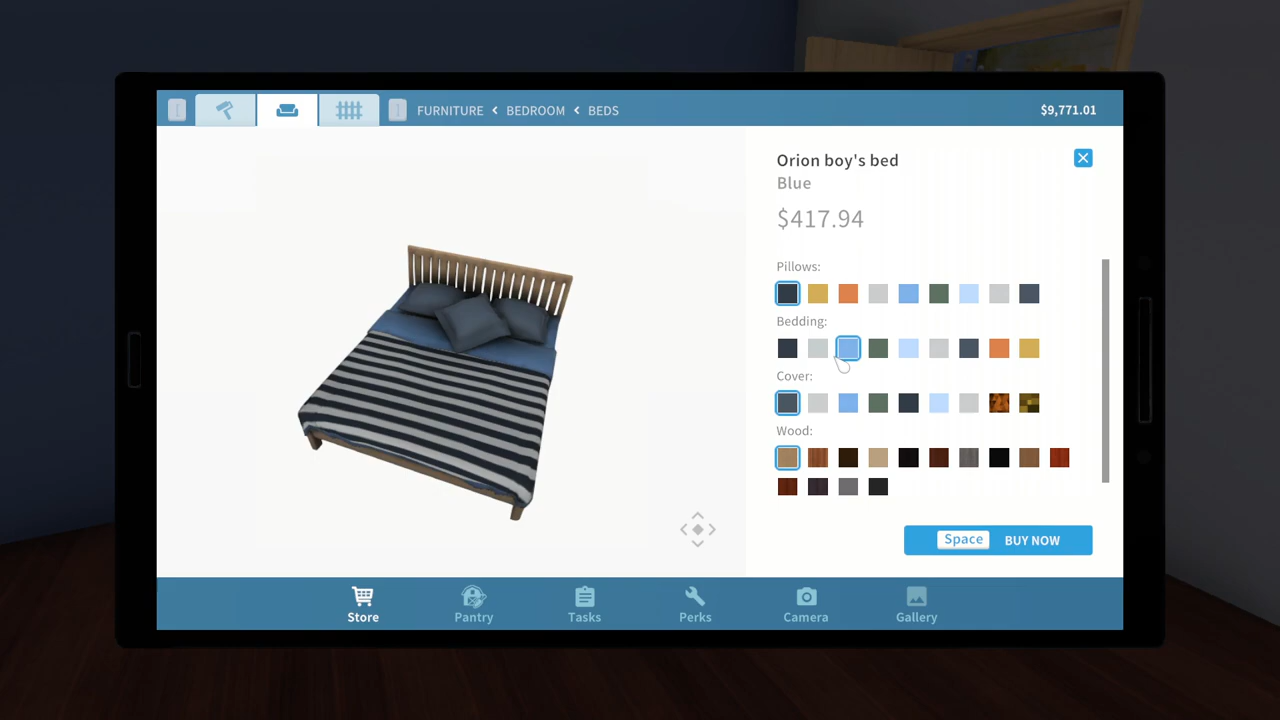 FURNITURE < BEDROOM < BEDS
$9,771.01
Orion boy's bed
Blue
$417.94
Pillows:
Bedding:
Cover:
Wood:
Space BUY NOW
Store
Pantry
Tasks
Perks
Camera
Gallery